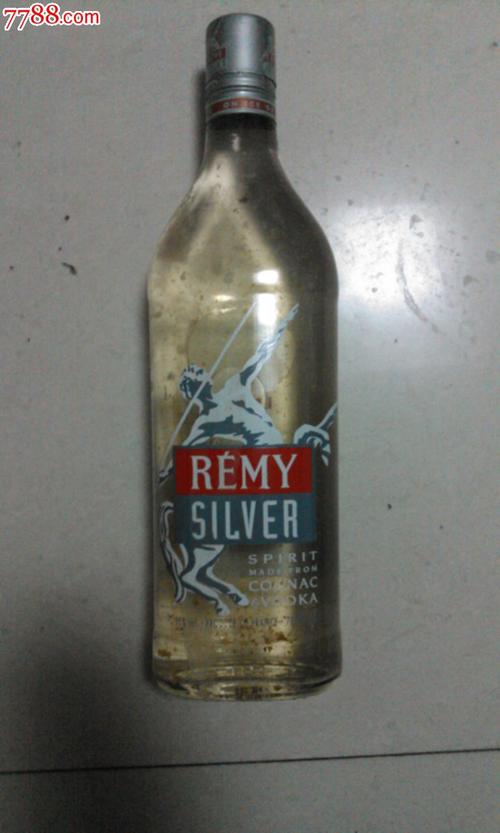 7788.com
RÉMY
SILVER
SPIRIT
MADE FROM
COGNAC
& VODKA